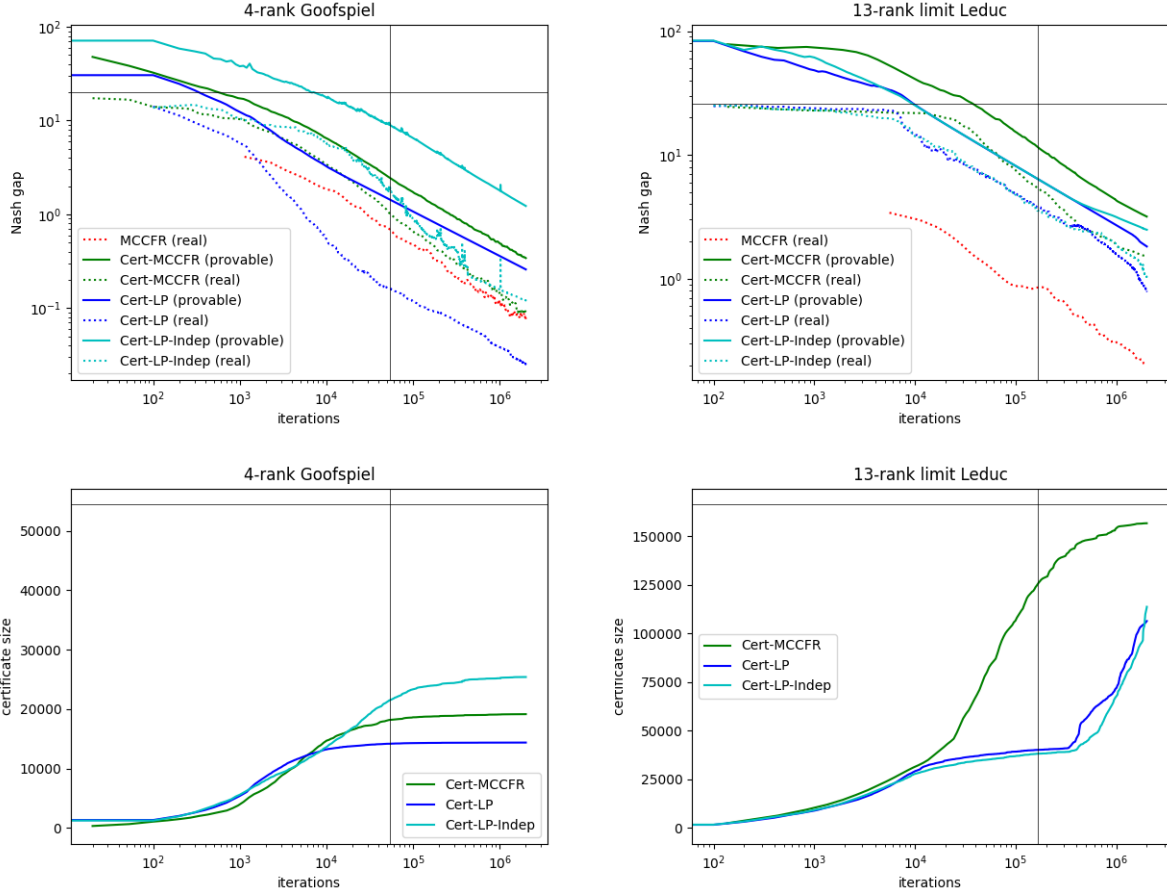 4-rank Goofspiel
10²
10¹
10⁰
10⁻¹
Nash gap
MCCFR (real)
Cert-MCCFR (provable)
Cert-MCCFR (real)
Cert-LP (provable)
Cert-LP (real)
Cert-LP-Indep (provable)
Cert-LP-Indep (real)
10² 10³ 10⁴ 10⁵ 10⁶
iterations
13-rank limit Leduc
10²
10¹
10⁰
Nash gap
MCCFR (real)
Cert-MCCFR (provable)
Cert-MCCFR (real)
Cert-LP (provable)
Cert-LP (real)
Cert-LP-Indep (provable)
Cert-LP-Indep (real)
10² 10³ 10⁴ 10⁵ 10⁶
iterations
4-rank Goofspiel
50000
40000
30000
20000
10000
0
certificate size
Cert-MCCFR
Cert-LP
Cert-LP-Indep
10² 10³ 10⁴ 10⁵ 10⁶
iterations
13-rank limit Leduc
150000
125000
100000
75000
50000
25000
0
certificate size
Cert-MCCFR
Cert-LP
Cert-LP-Indep
10² 10³ 10⁴ 10⁵ 10⁶
iterations